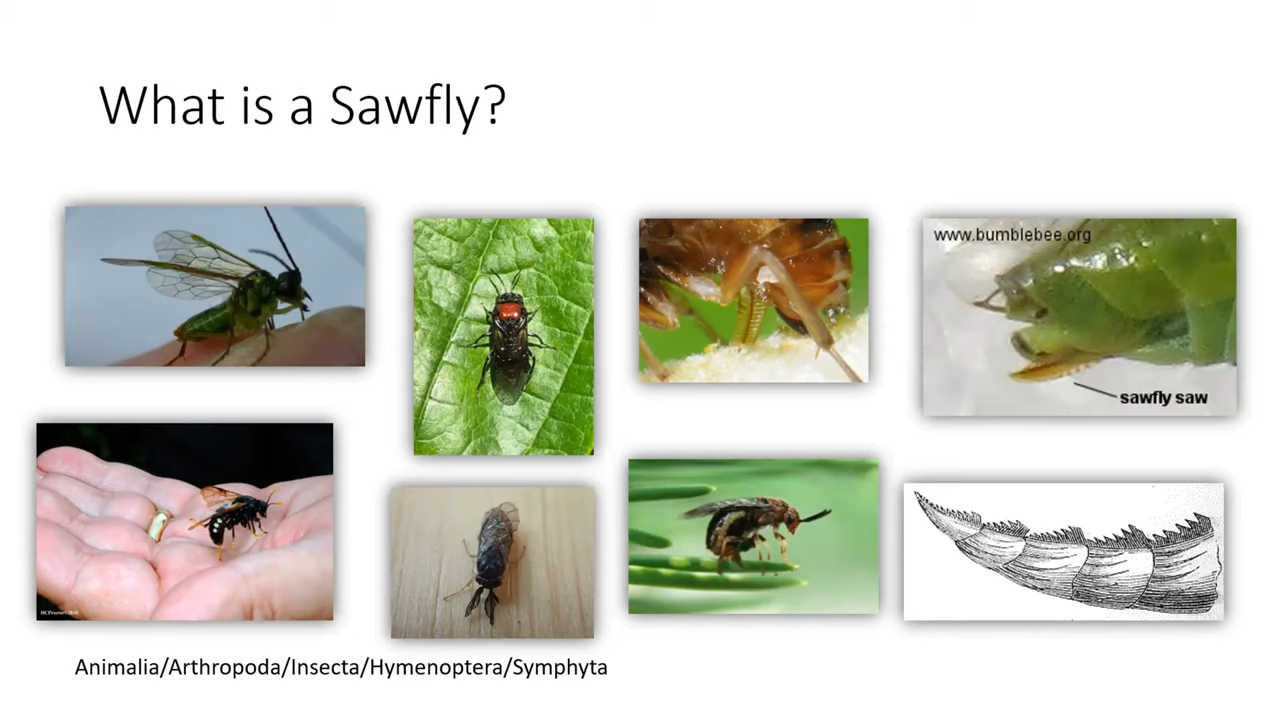 What is a Sawfly?
www.bumblebee.org
sawfly saw
Animalia/Arthropoda/Insecta/Hymenoptera/Symphyta